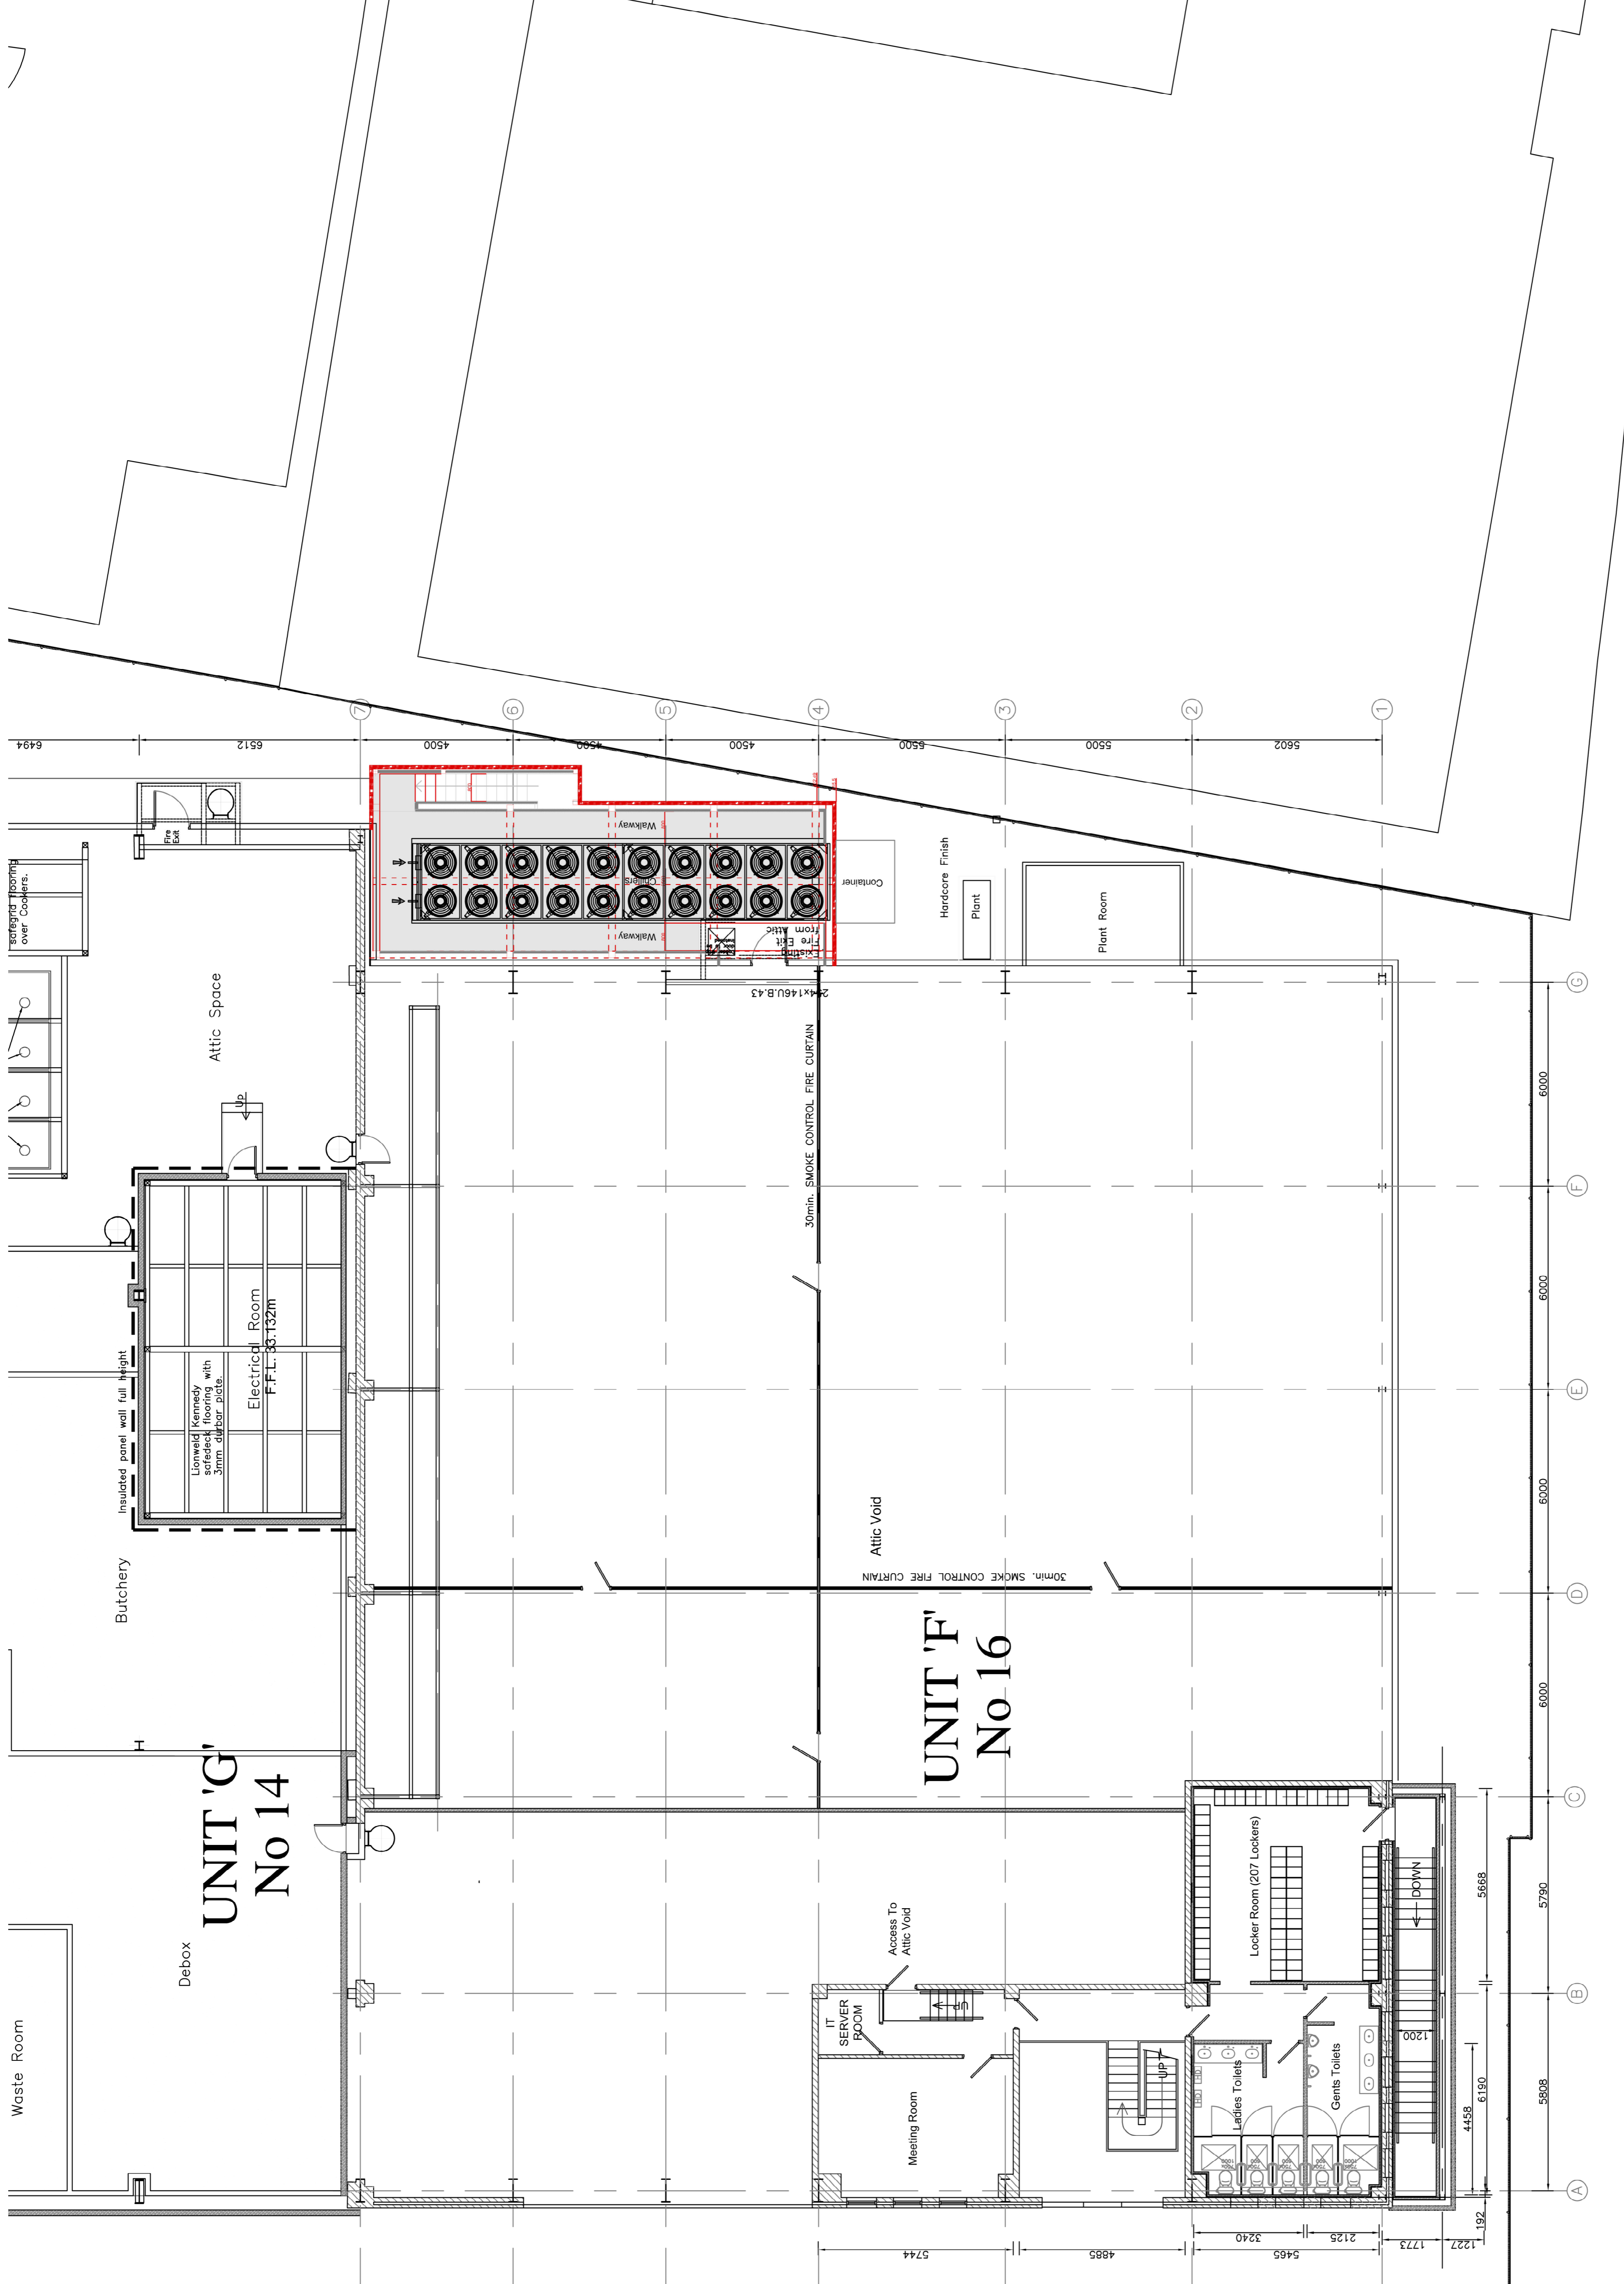 safegrid flooring
over Cookers.
Fire
Exit
Attic Space
Up
Insulated panel wall full height
Lionweld Kennedy
safedeck flooring with
3mm durbar plate.
Electrical Room
F.F.L. 33.132m
Butchery
UNIT 'G'
No 14
Debox
Waste Room
6494
6512
4500
4500
4500
5500
5500
5602
7
6
5
4
3
2
1
Walkway
Chillers
Walkway
Container
Existing
Fire Exit
from Attic
Hardcore Finish
Plant
Plant Room
254x146U.B.43
30min. SMOKE CONTROL FIRE CURTAIN
Attic Void
30min. SMOKE CONTROL FIRE CURTAIN
UNIT 'F'
No 16
Access To
Attic Void
IT
SERVER
ROOM
UP
Meeting Room
UP
Locker Room (207 Lockers)
Ladies Toilets
Gents Toilets
DOWN
1200
G
F
E
D
C
B
A
6000
6000
6000
6000
5790
5808
5668
6190
4458
192
5744
4885
3240
2125
5465
1773
1227